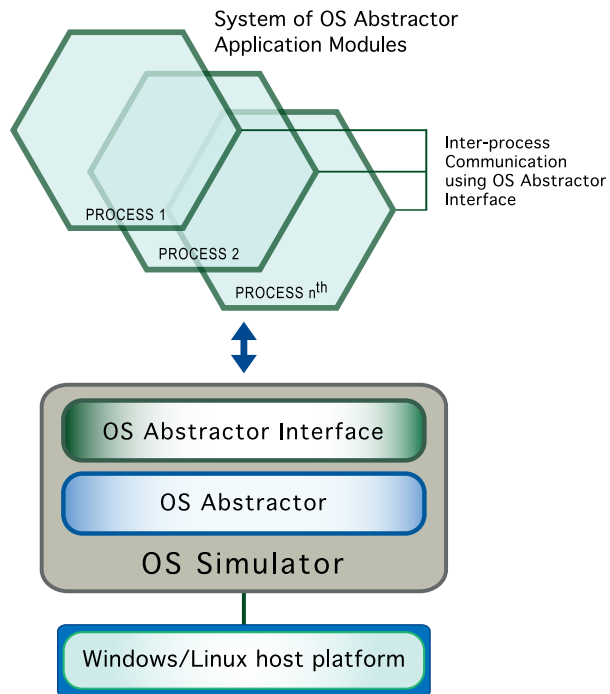 System of OS Abstractor
Application Modules
Inter-process
Communication
using OS Abstractor
Interface
PROCESS 1
PROCESS 2
PROCESS nth
OS Abstractor Interface
OS Abstractor
OS Simulator
Windows/Linux host platform